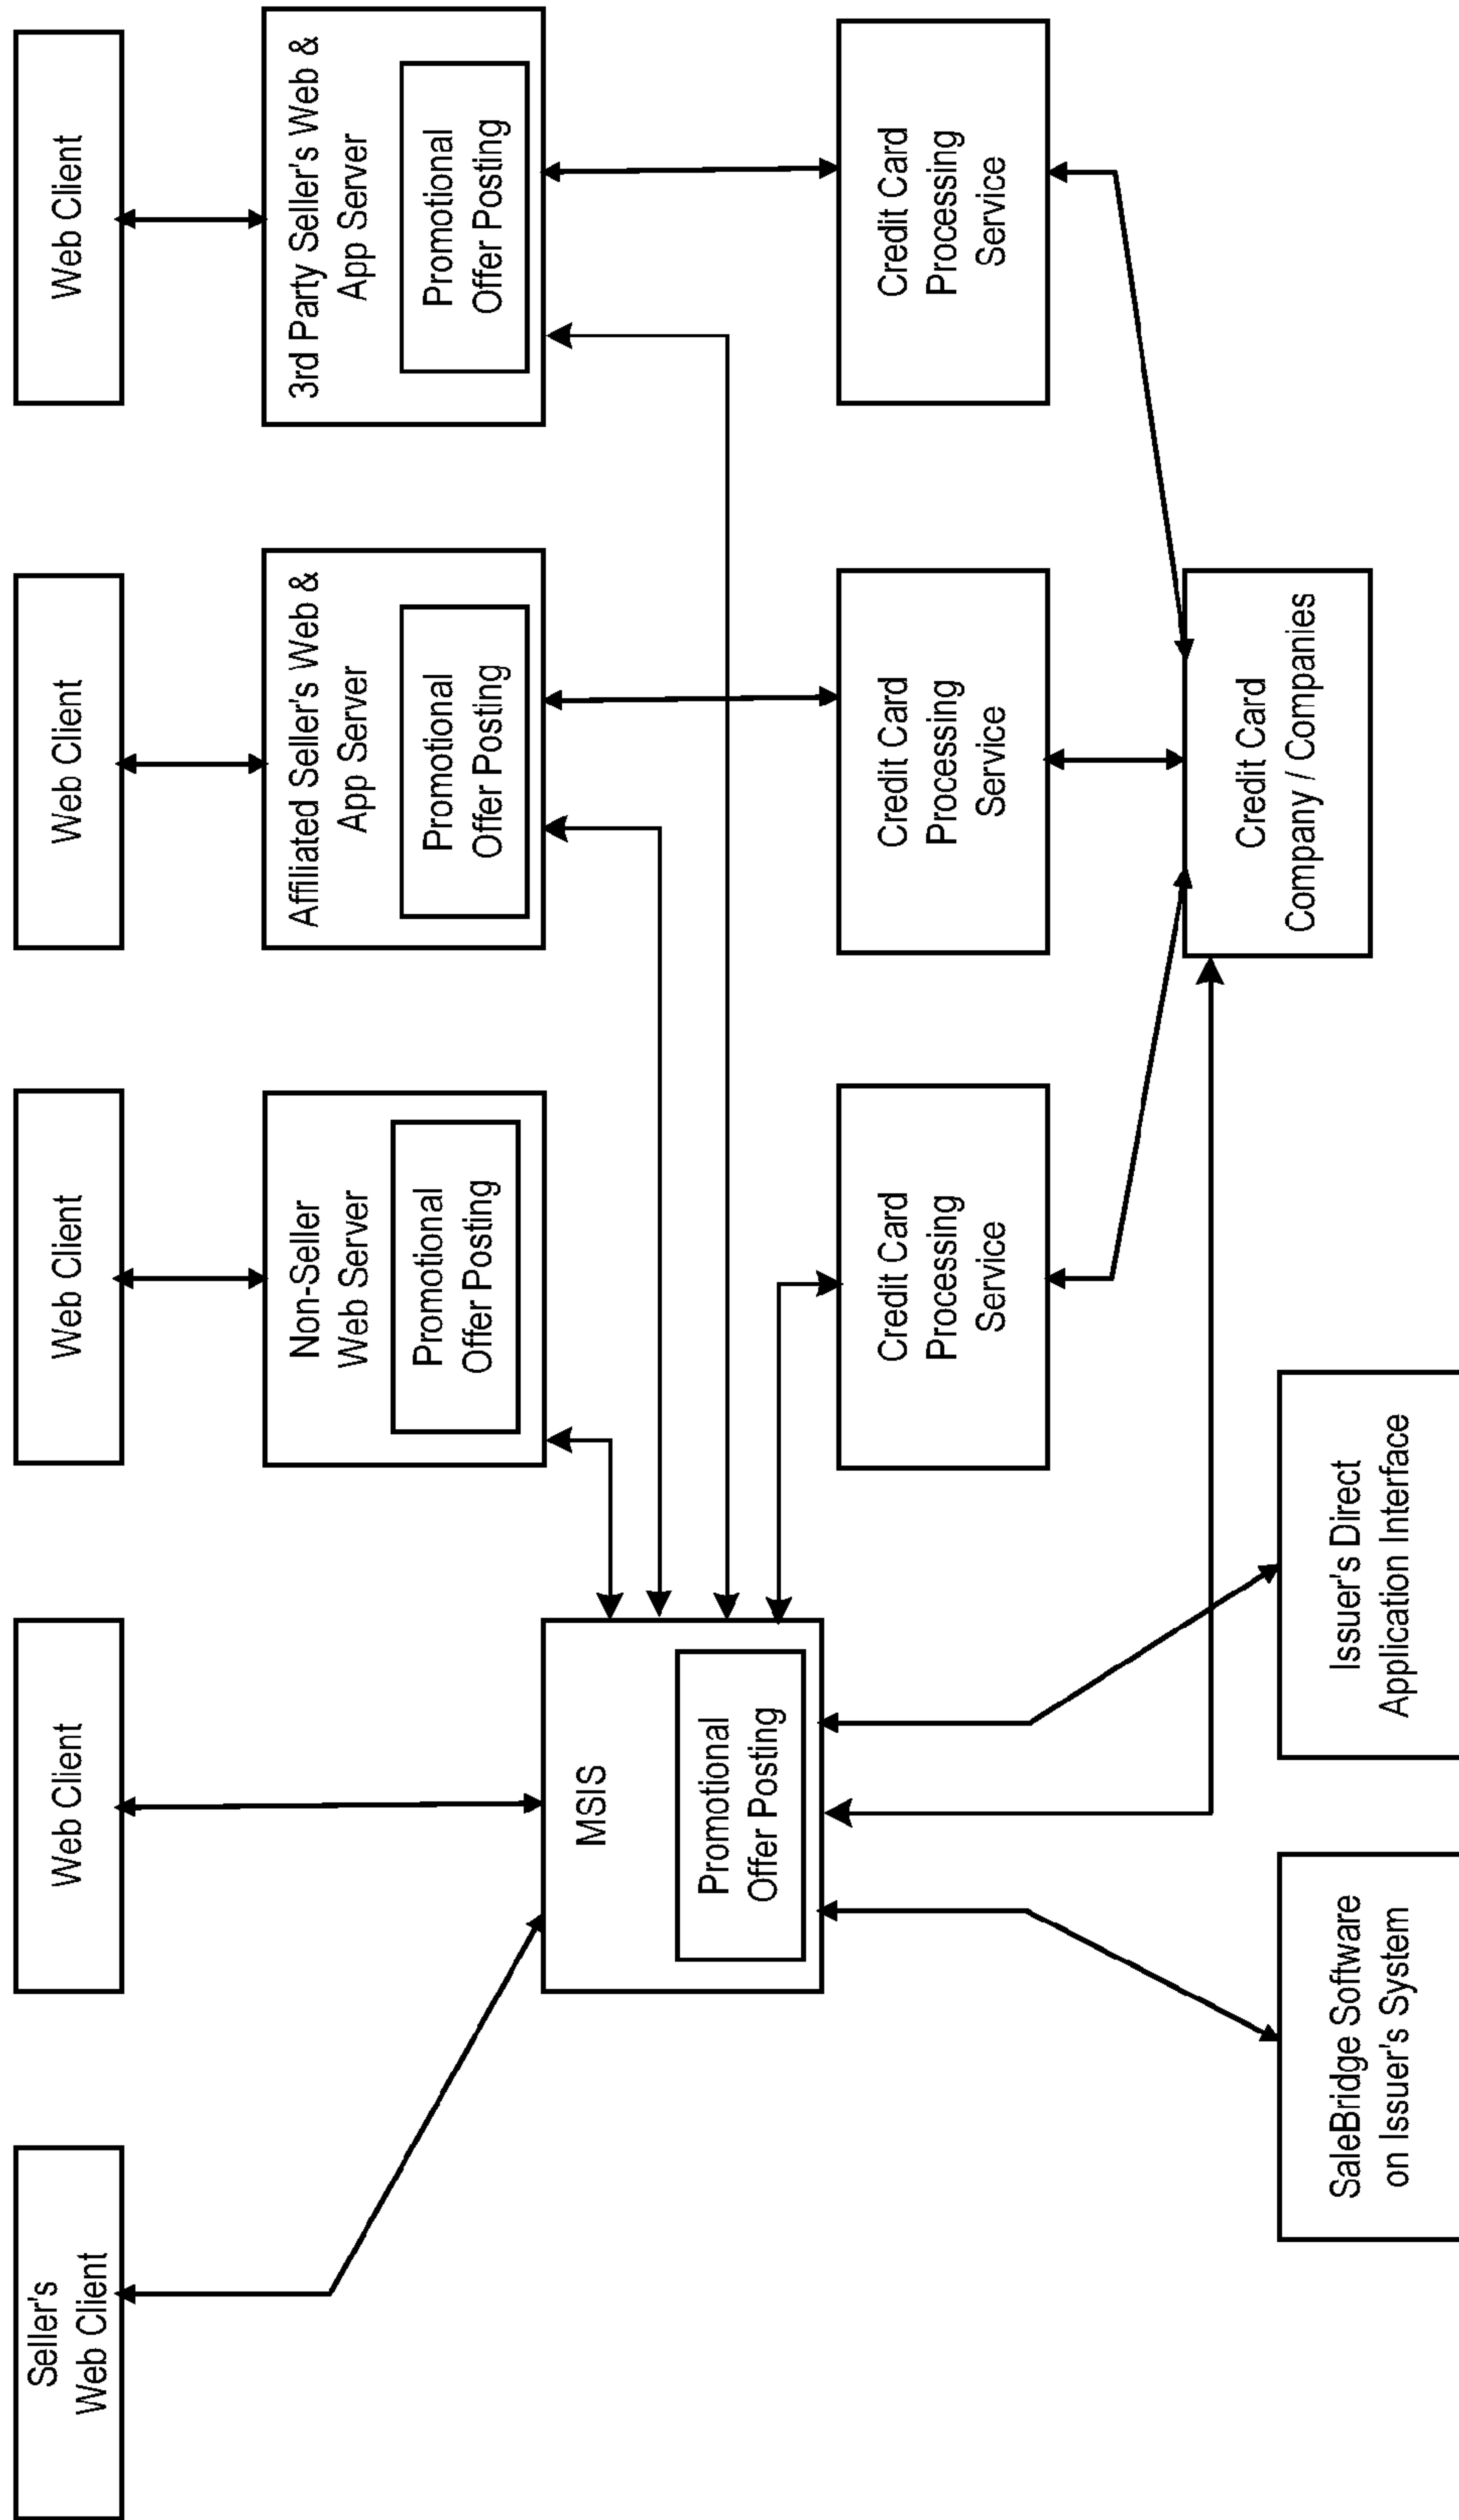 Seller's
Web Client
Web Client
Web Client
Web Client
Web Client
Non-Seller
Web Server
Promotional
Offer Posting
Affiliated Seller's Web &
App Server
Promotional
Offer Posting
3rd Party Seller's Web &
App Server
Promotional
Offer Posting
MSIS
Promotional
Offer Posting
Credit Card
Processing
Service
Credit Card
Processing
Service
Credit Card
Processing
Service
SaleBridge Software
on Issuer's System
Issuer's Direct
Application Interface
Credit Card
Company / Companies